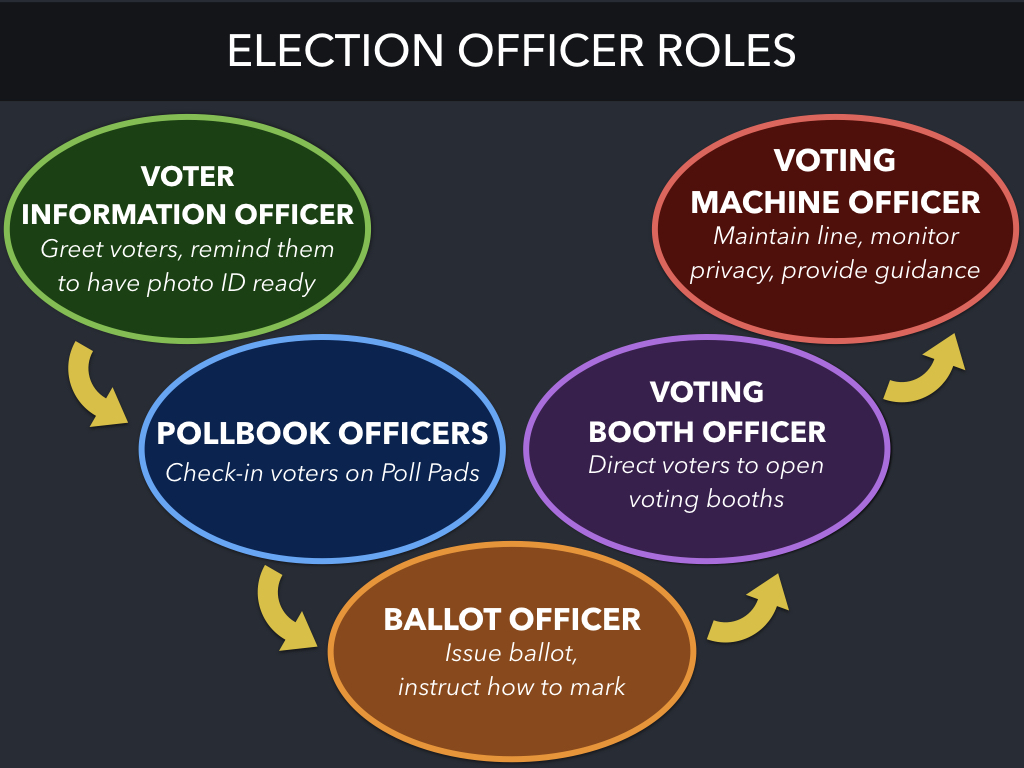 ELECTION OFFICER ROLES
VOTER
INFORMATION OFFICER
Greet voters, remind them
to have photo ID ready
POLLBOOK OFFICERS
Check-in voters on Poll Pads
BALLOT OFFICER
Issue ballot,
instruct how to mark
VOTING
BOOTH OFFICER
Direct voters to open
voting booths
VOTING
MACHINE OFFICER
Maintain line, monitor
privacy, provide guidance